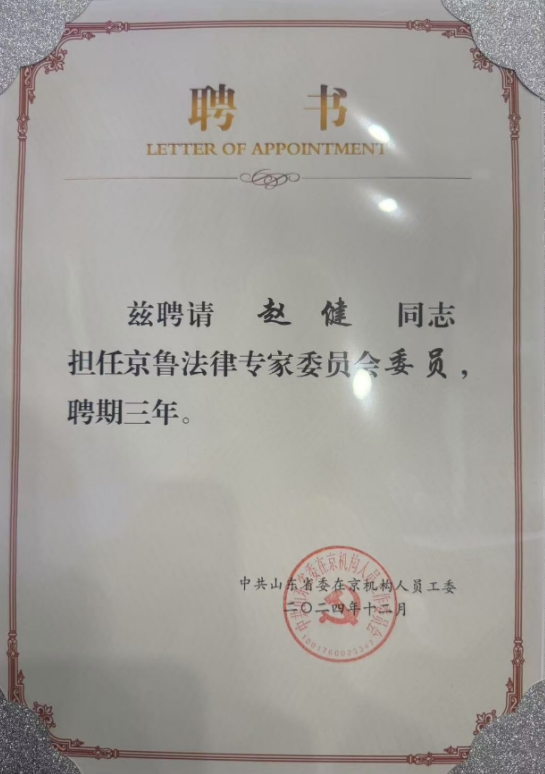 聘 书
LETTER OF APPOINTMENT
兹聘请 赵 健 同志
担任京鲁法律专家委员会委员，
聘期三年。
中共山东省委在京机构人员工委
二〇二四年十二月